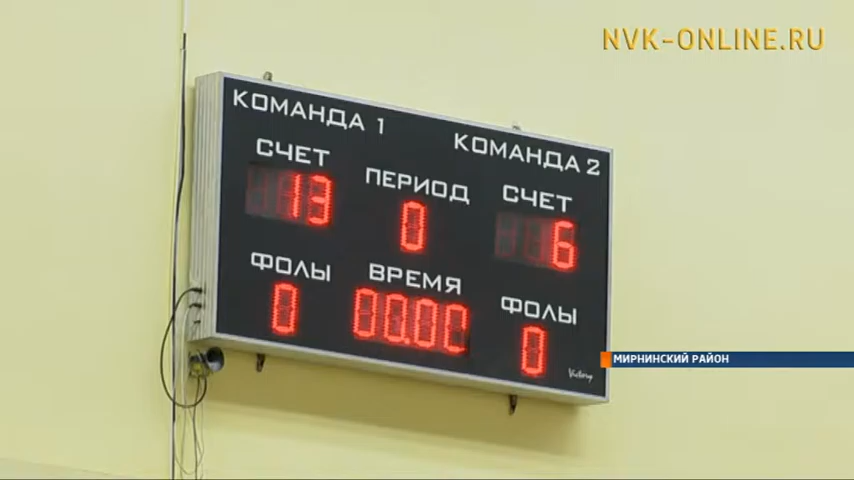 NVK-ONLINE.RU
КОМАНДА 1
КОМАНДА 2
СЧЕТ
ПЕРИОД
СЧЕТ
13
0
6
ФОЛЫ
ВРЕМЯ
ФОЛЫ
0
00.00
0
Victory
МИРНИНСКИЙ РАЙОН